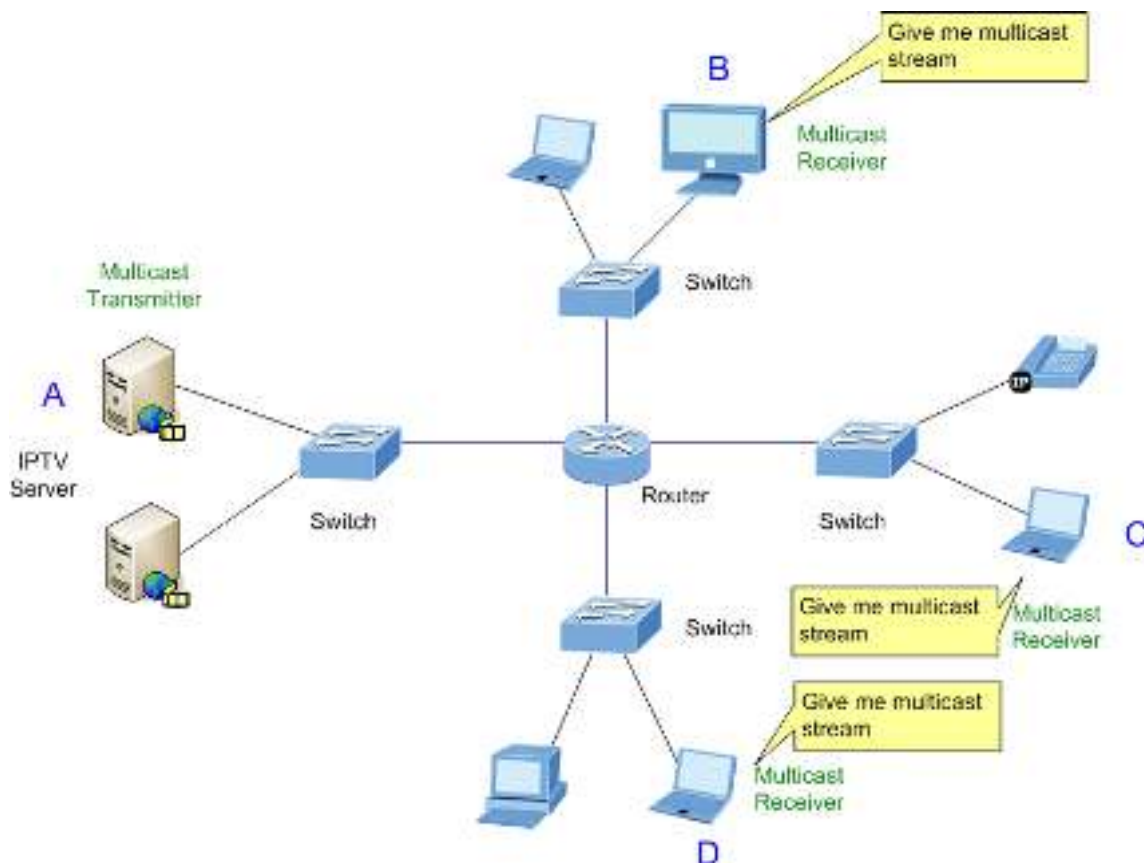 Give me multicast
stream
B
Multicast
Receiver
Multicast
Transmitter
Switch
A
IP
IPTV
Server
Switch
Router
Switch
C
Give me multicast
stream
Multicast
Receiver
Switch
Give me multicast
stream
Multicast
Receiver
D